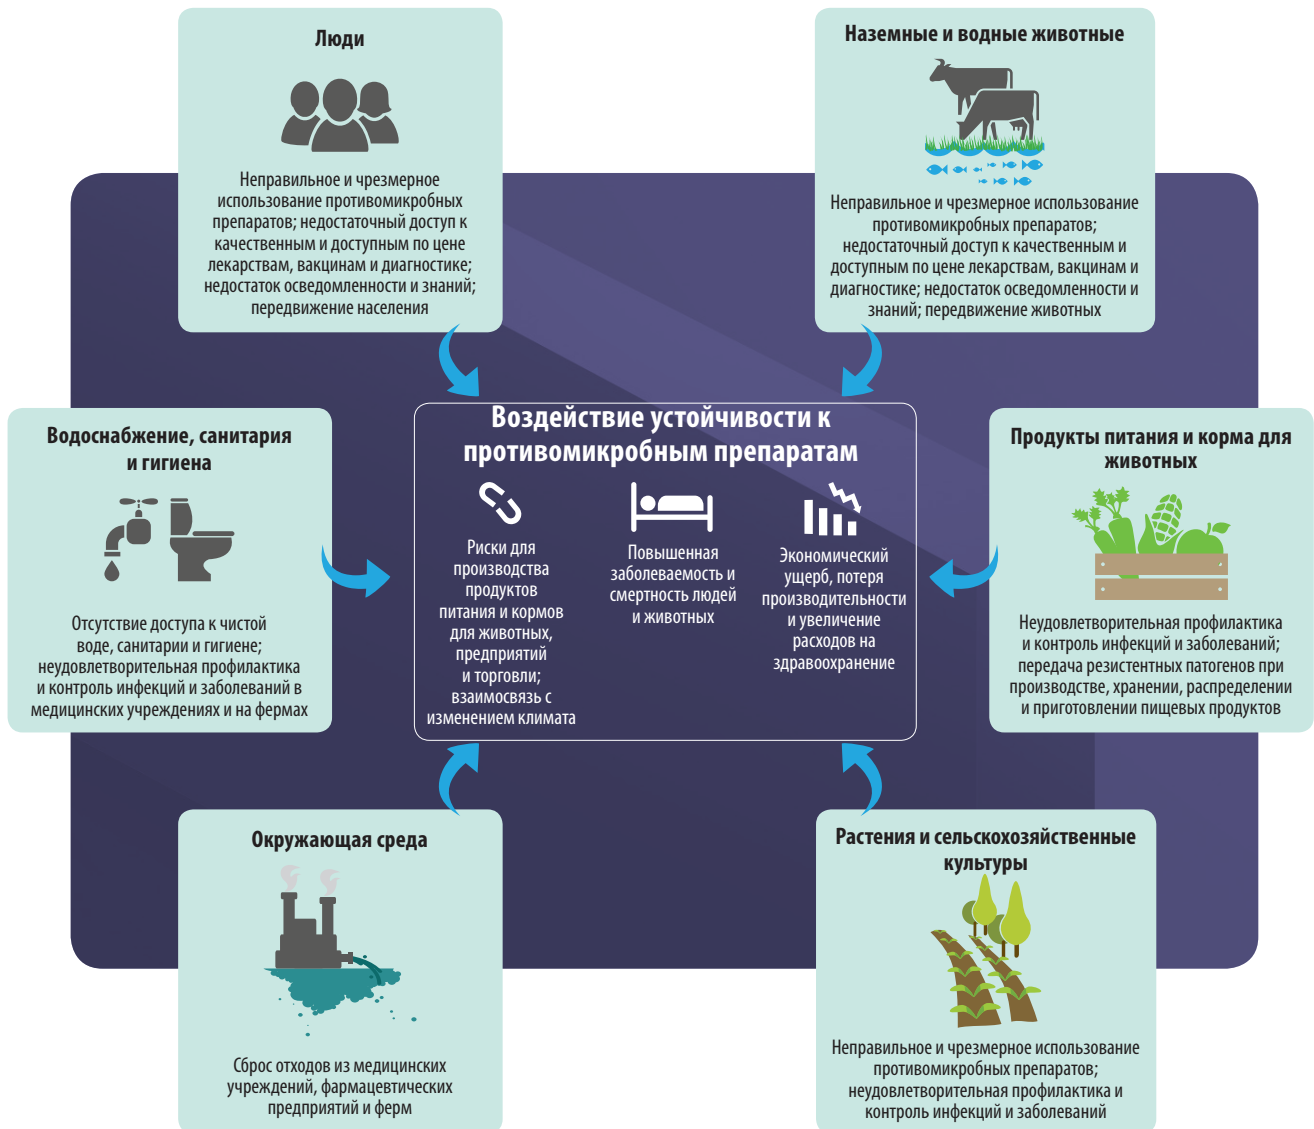 Люди
Неправильное и чрезмерное
использование противомикробных
препаратов; недостаточный доступ к
качественным и доступным по цене
лекарствам, вакцинам и диагностике;
недостаток осведомленности и знаний;
передвижение населения
Наземные и водные животные
Неправильное и чрезмерное использование
противомикробных препаратов;
недостаточный доступ к качественным и
доступным по цене лекарствам, вакцинам и
диагностике; недостаток осведомленности и
знаний; передвижение животных
Водоснабжение, санитария
и гигиена
Отсутствие доступа к чистой
воде, санитарии и гигиене;
неудовлетворительная профилактика
и контроль инфекций и заболеваний в
медицинских учреждениях и на фермах
Воздействие устойчивости к
противомикробным препаратам
Риски для
производства
продуктов
питания и кормов
для животных,
предприятий
и торговли;
взаимосвязь с
изменением климата
Повышенная
заболеваемость и
смертность людей
и животных
Экономический
ущерб, потеря
производительности
и увеличение
расходов на
здравоохранение
Продукты питания и корма для
животных
Неудовлетворительная профилактика
и контроль инфекций и заболеваний;
передача резистентных патогенов при
производстве, хранении, распределении
и приготовлении пищевых продуктов
Окружающая среда
Сброс отходов из медицинских
учреждений, фармацевтических
предприятий и ферм
Растения и сельскохозяйственные
культуры
Неправильное и чрезмерное использование
противомикробных препаратов;
неудовлетворительная профилактика и
контроль инфекций и заболеваний